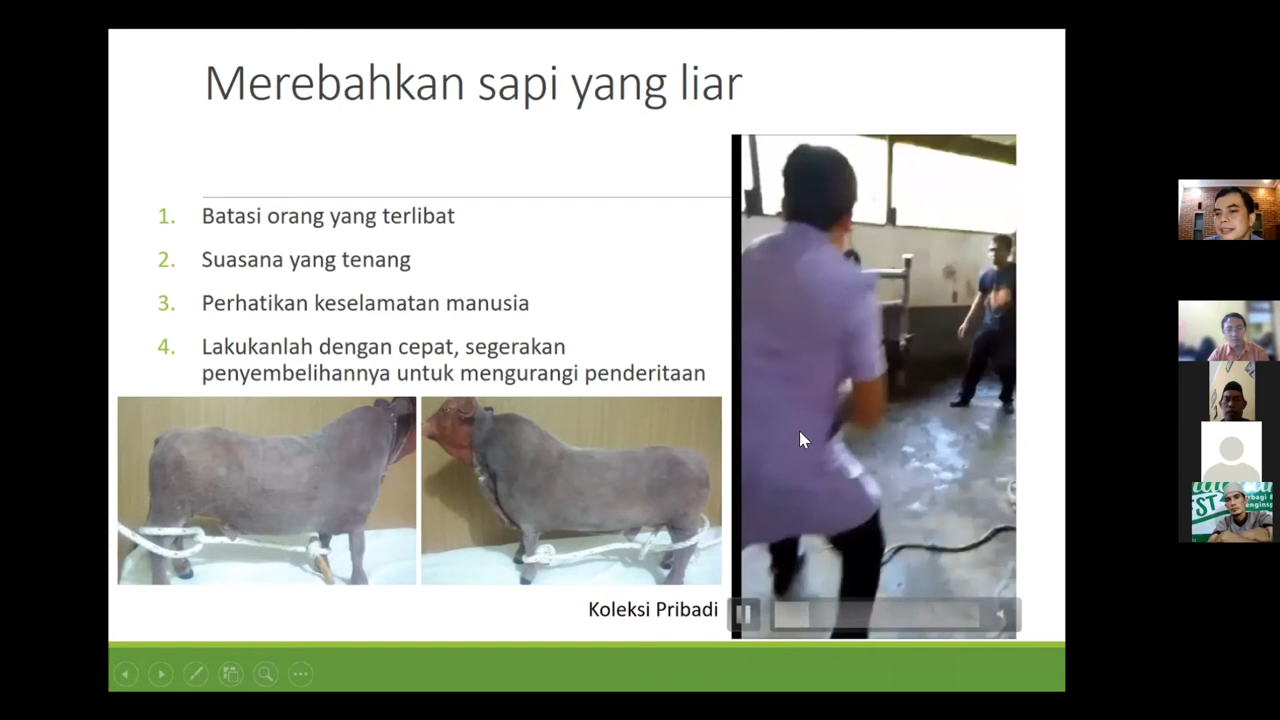 Merebahkan sapi yang liar
1. Batasi orang yang terlibat
2. Suasana yang tenang
3. Perhatikan keselamatan manusia
4. Lakukanlah dengan cepat, segerakan
penyembelihannya untuk mengurangi penderitaan
Koleksi Pribadi